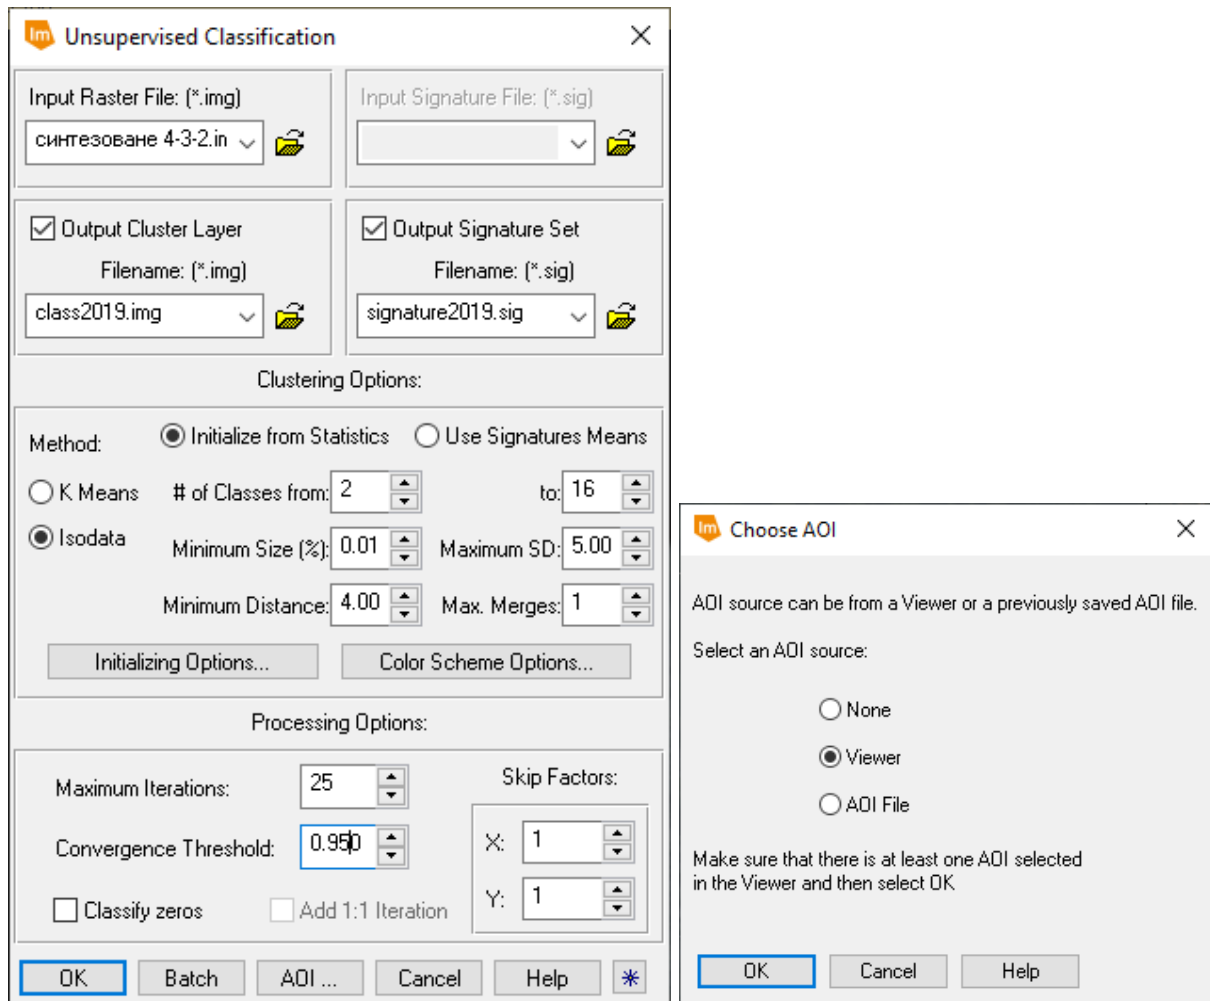 Unsupervised Classification
Input Raster File: (*.img)
Input Signature File: (*.sig)
синтезоване 4-3-2.in
Output Cluster Layer
Output Signature Set
Filename: (*.img)
Filename: (*.sig)
class2019.img
signature2019.sig
Clustering Options:
Method:
Initialize from Statistics
Use Signatures Means
K Means
# of Classes from: 2
to: 16
Isodata
Minimum Size (%): 0.01
Maximum SD: 5.00
Minimum Distance: 4.00
Max. Merges: 1
Initializing Options...
Color Scheme Options...
Processing Options:
Maximum Iterations: 25
Skip Factors:
Convergence Threshold: 0.950
X: 1
Y: 1
Classify zeros
Add 1:1 Iteration
OK
Batch
AOI ...
Cancel
Help
Choose AOI
AOI source can be from a Viewer or a previously saved AOI file.
Select an AOI source:
None
Viewer
AOI File
Make sure that there is at least one AOI selected
in the Viewer and then select OK
OK
Cancel
Help